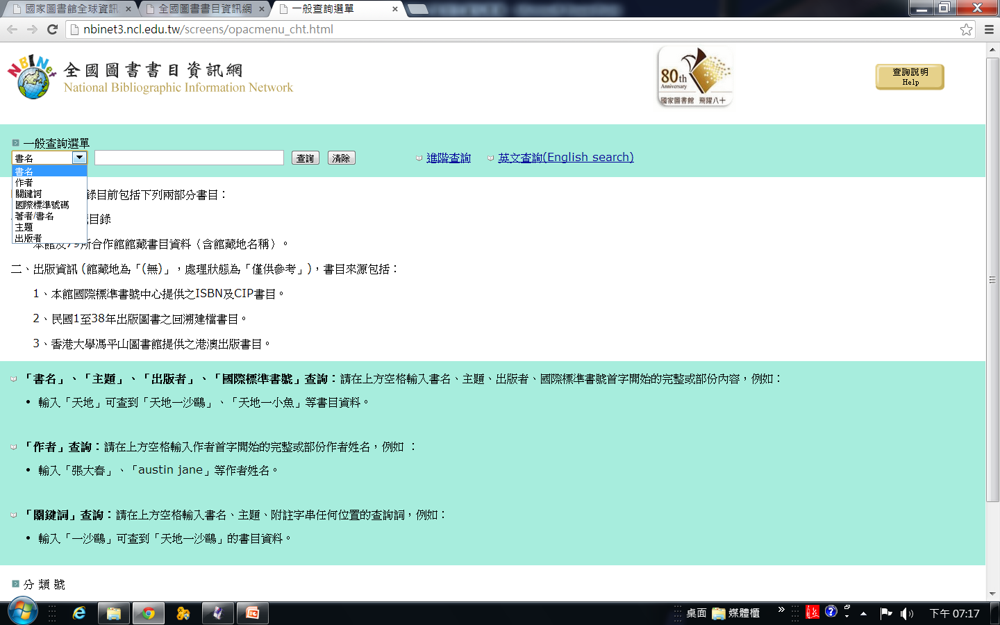 國家圖書館全球資訊
全國圖書書目資訊網
一般查詢選單
nbinet3.ncl.edu.tw/screens/opacmenu_cht.html
NBINet
全國圖書書目資訊網
National Bibliographic Information Network
80th
Anniversary
國家圖書館 飛躍八十
查詢說明
Help
一般查詢選單
書名
查詢
清除
進階查詢
英文查詢(English search)
書名
作者
關鍵詞
國際標準號碼
著者/書名
主題
出版者
錄目前包括下列兩部分書目：
目錄
本館及79所合作館館藏書目資料（含館藏地名稱）。
二、出版資訊 (館藏地為「(無)」，處理狀態為「僅供參考」)，書目來源包括：
1、本館國際標準書號中心提供之ISBN及CIP書目。
2、民國1至38年出版圖書之回溯建檔書目。
3、香港大學馮平山圖書館提供之港澳出版書目。
「書名」、「主題」、「出版者」、「國際標準書號」查詢：請在上方空格輸入書名、主題、出版者、國際標準書號首字開始的完整或部份內容，例如：
• 輸入「天地」可查到「天地一沙鷗」、「天地一小魚」等書目資料。
「作者」查詢：請在上方空格輸入作者首字開始的完整或部份作者姓名，例如 ：
• 輸入「張大春」、「austin jane」等作者姓名。
「關鍵詞」查詢：請在上方空格輸入書名、主題、附註字串任何位置的查詢詞，例如：
• 輸入「一沙鷗」可查到「天地一沙鷗」的書目資料。
分 類 號
桌面
媒體櫃
下午 07:17